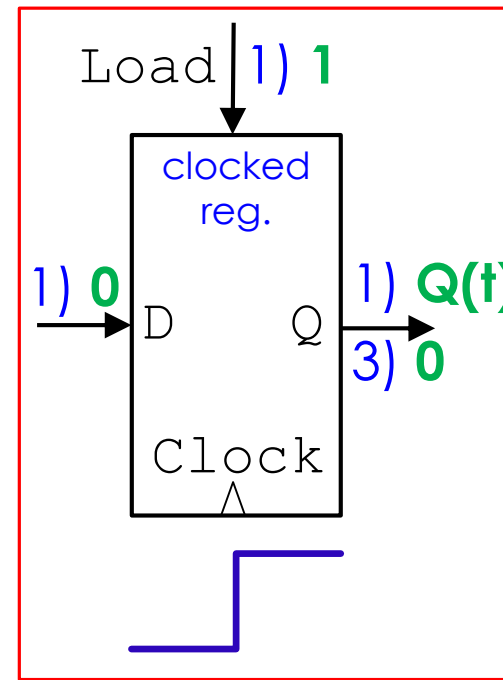 Load 1) 1
clocked
reg.
1) 0
D
Q
1) Q(t)
3) 0
Clock